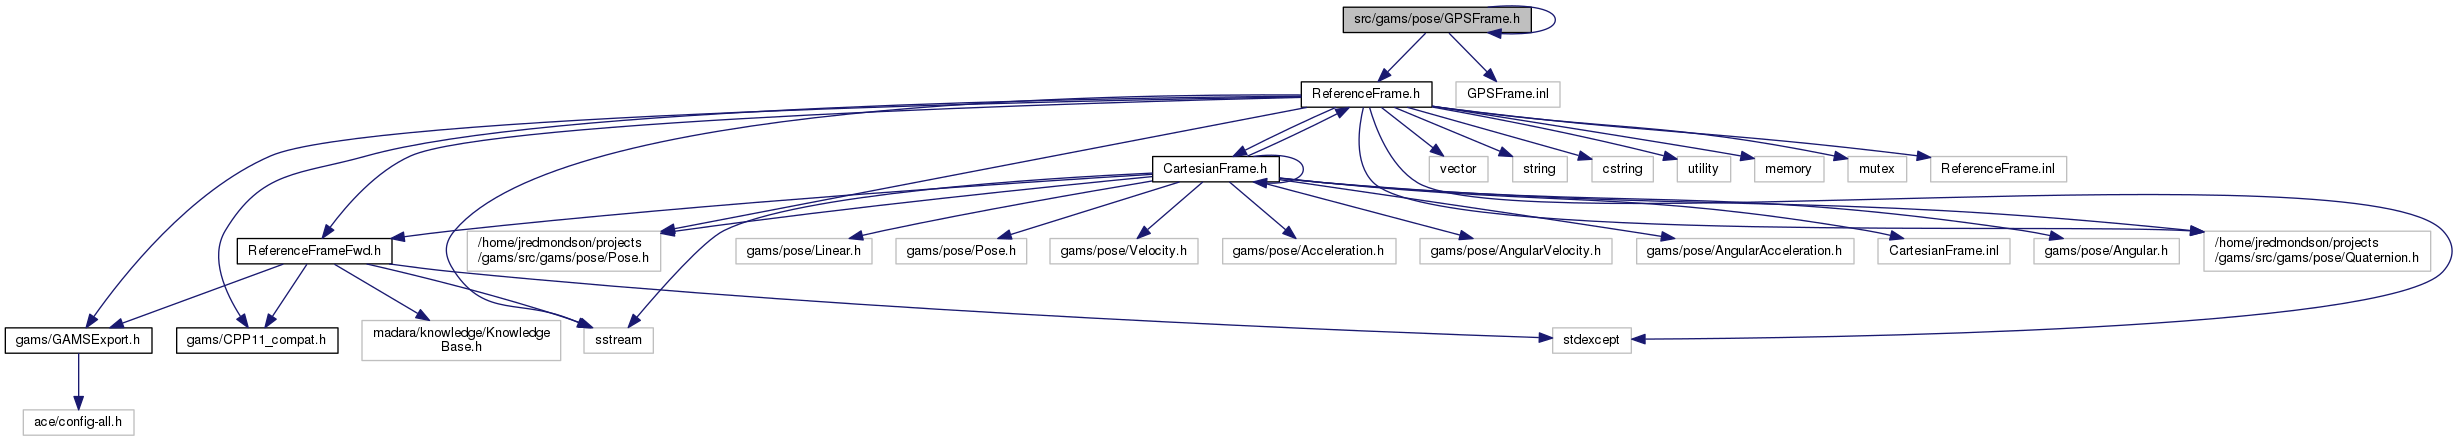 src/gams/pose/GPSFrame.h
ReferenceFrame.h
GPSFrame.inl
CartesianFrame.h
vector
string
cstring
utility
memory
mutex
ReferenceFrame.inl
ReferenceFrameFwd.h
/home/jredmondson/projects
/gams/src/gams/pose/Pose.h
gams/pose/Linear.h
gams/pose/Pose.h
gams/pose/Velocity.h
gams/pose/Acceleration.h
gams/pose/AngularVelocity.h
gams/pose/AngularAcceleration.h
CartesianFrame.inl
gams/pose/Angular.h
/home/jredmondson/projects
/gams/src/gams/pose/Quaternion.h
gams/GAMSExport.h
gams/CPP11_compat.h
madara/knowledge/Knowledge
Base.h
sstream
stdexcept
ace/config-all.h